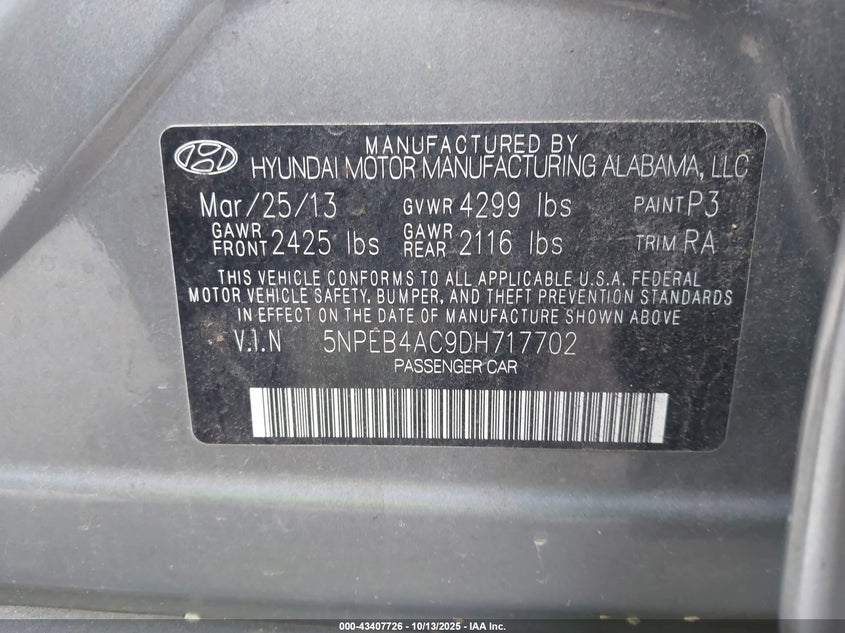 MANUFACTURED BY
HYUNDAI MOTOR MANUFACTURING ALABAMA, LLC
Mar/25/13 GVWR 4299 lbs PAINT P3
GAWR FRONT 2425 lbs GAWR REAR 2116 lbs TRIM RA
THIS VEHICLE CONFORMS TO ALL APPLICABLE U.S.A. FEDERAL
MOTOR VEHICLE SAFETY, BUMPER, AND THEFT PREVENTION STANDARDS
IN EFFECT ON THE DATE OF MANUFACTURE SHOWN ABOVE
V.I.N 5NPEB4AC9DH717702
PASSENGER CAR
000-43407726 - 10/13/2025 - IAA Inc.